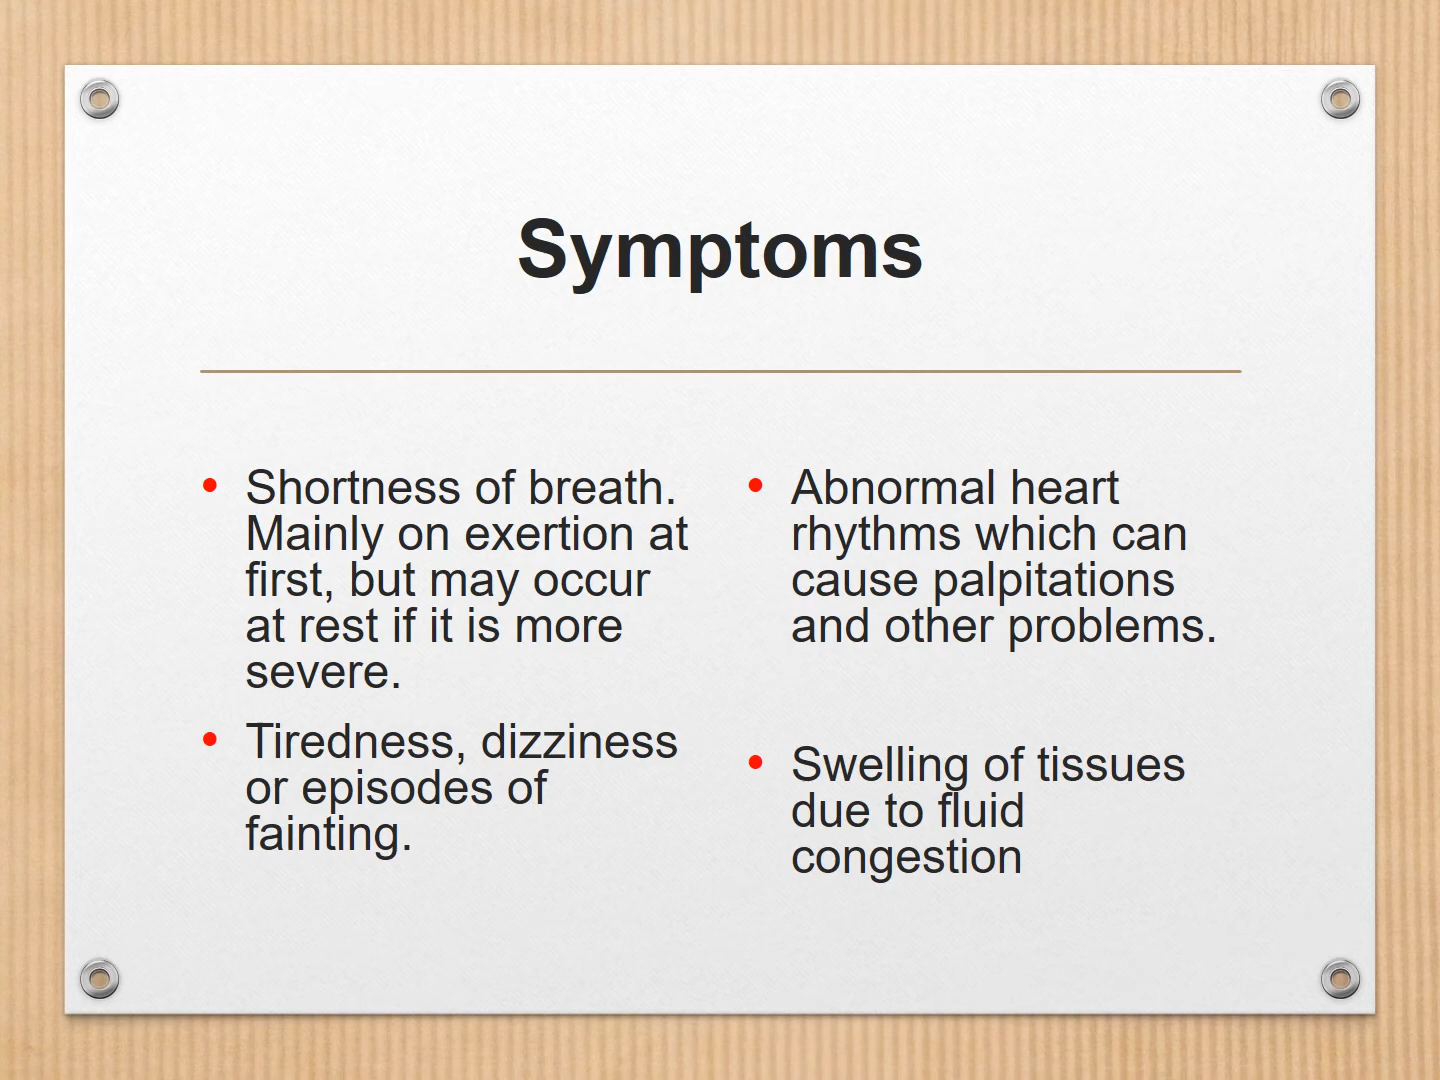 Symptoms
Shortness of breath.
Mainly on exertion at
first, but may occur
at rest if it is more
severe.
Tiredness, dizziness
or episodes of
fainting.
Abnormal heart
rhythms which can
cause palpitations
and other problems.
Swelling of tissues
due to fluid
congestion